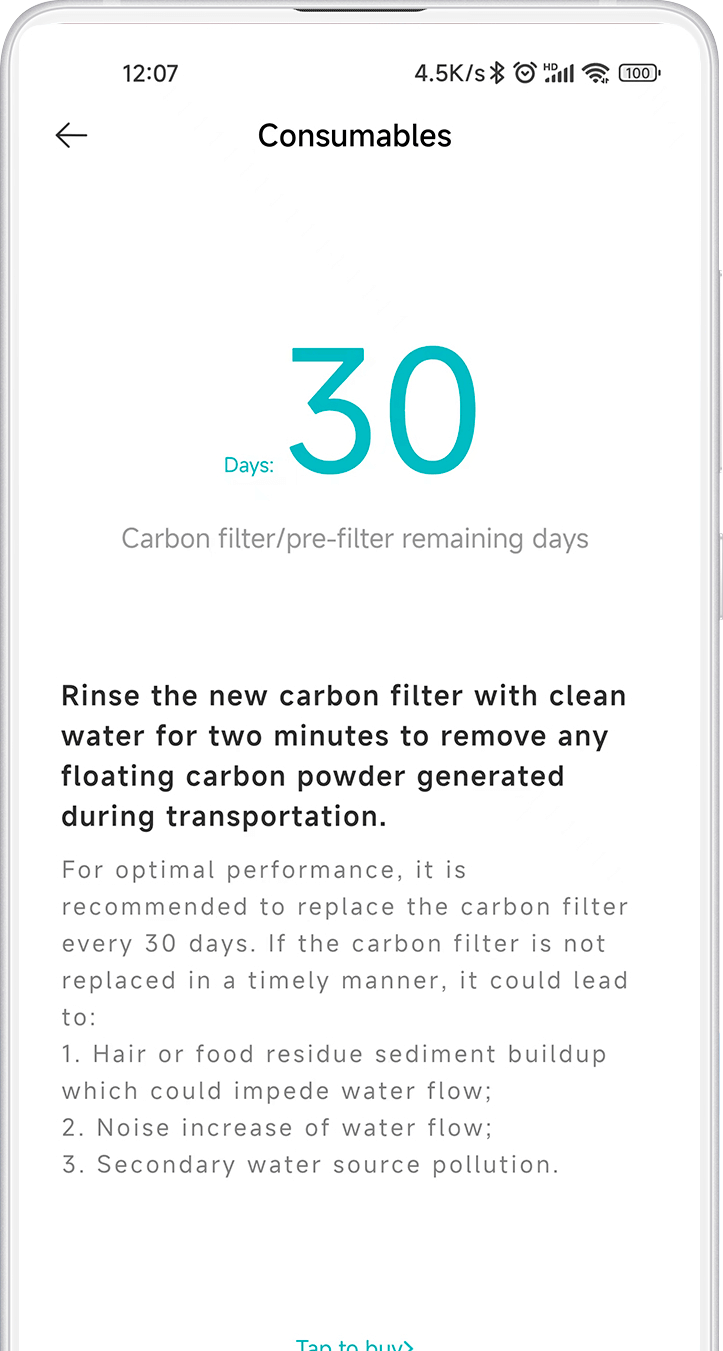 12:07
4.5K/s HD 100
Consumables
Days: 30
Carbon filter/pre-filter remaining days
Rinse the new carbon filter with clean
water for two minutes to remove any
floating carbon powder generated
during transportation.
For optimal performance, it is
recommended to replace the carbon filter
every 30 days. If the carbon filter is not
replaced in a timely manner, it could lead
to:
1. Hair or food residue sediment buildup
which could impede water flow;
2. Noise increase of water flow;
3. Secondary water source pollution.
Tap to buy